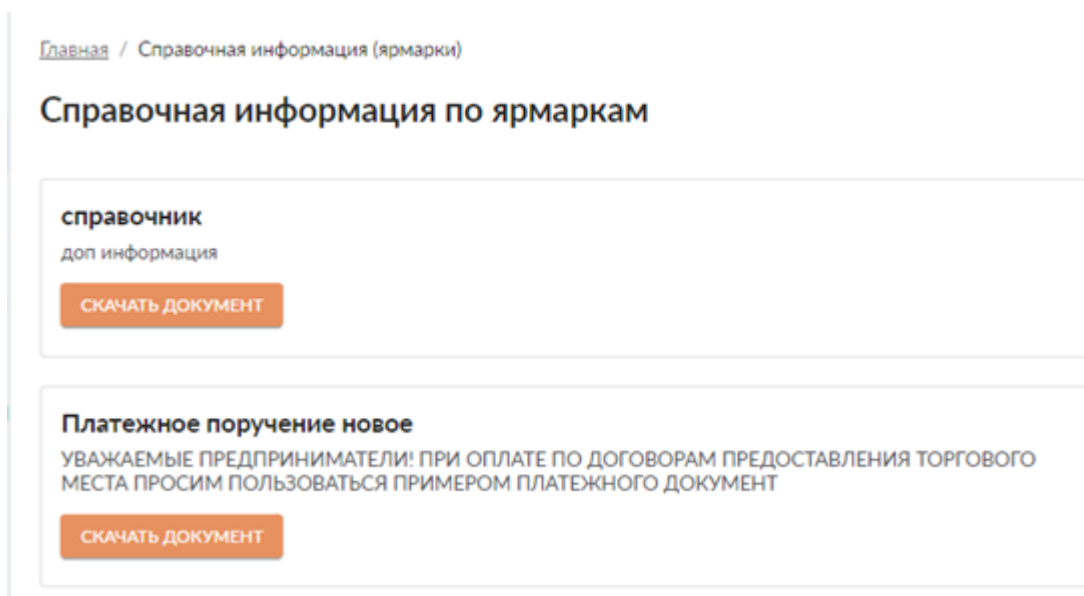 Главная / Справочная информация (ярмарки)
Справочная информация по ярмаркам
справочник
доп информация
СКАЧАТЬ ДОКУМЕНТ
Платежное поручение новое
УВАЖАЕМЫЕ ПРЕДПРИНИМАТЕЛИ! ПРИ ОПЛАТЕ ПО ДОГОВОРАМ ПРЕДОСТАВЛЕНИЯ ТОРГОВОГО
МЕСТА ПРОСИМ ПОЛЬЗОВАТЬСЯ ПРИМЕРОМ ПЛАТЕЖНОГО ДОКУМЕНТ
СКАЧАТЬ ДОКУМЕНТ